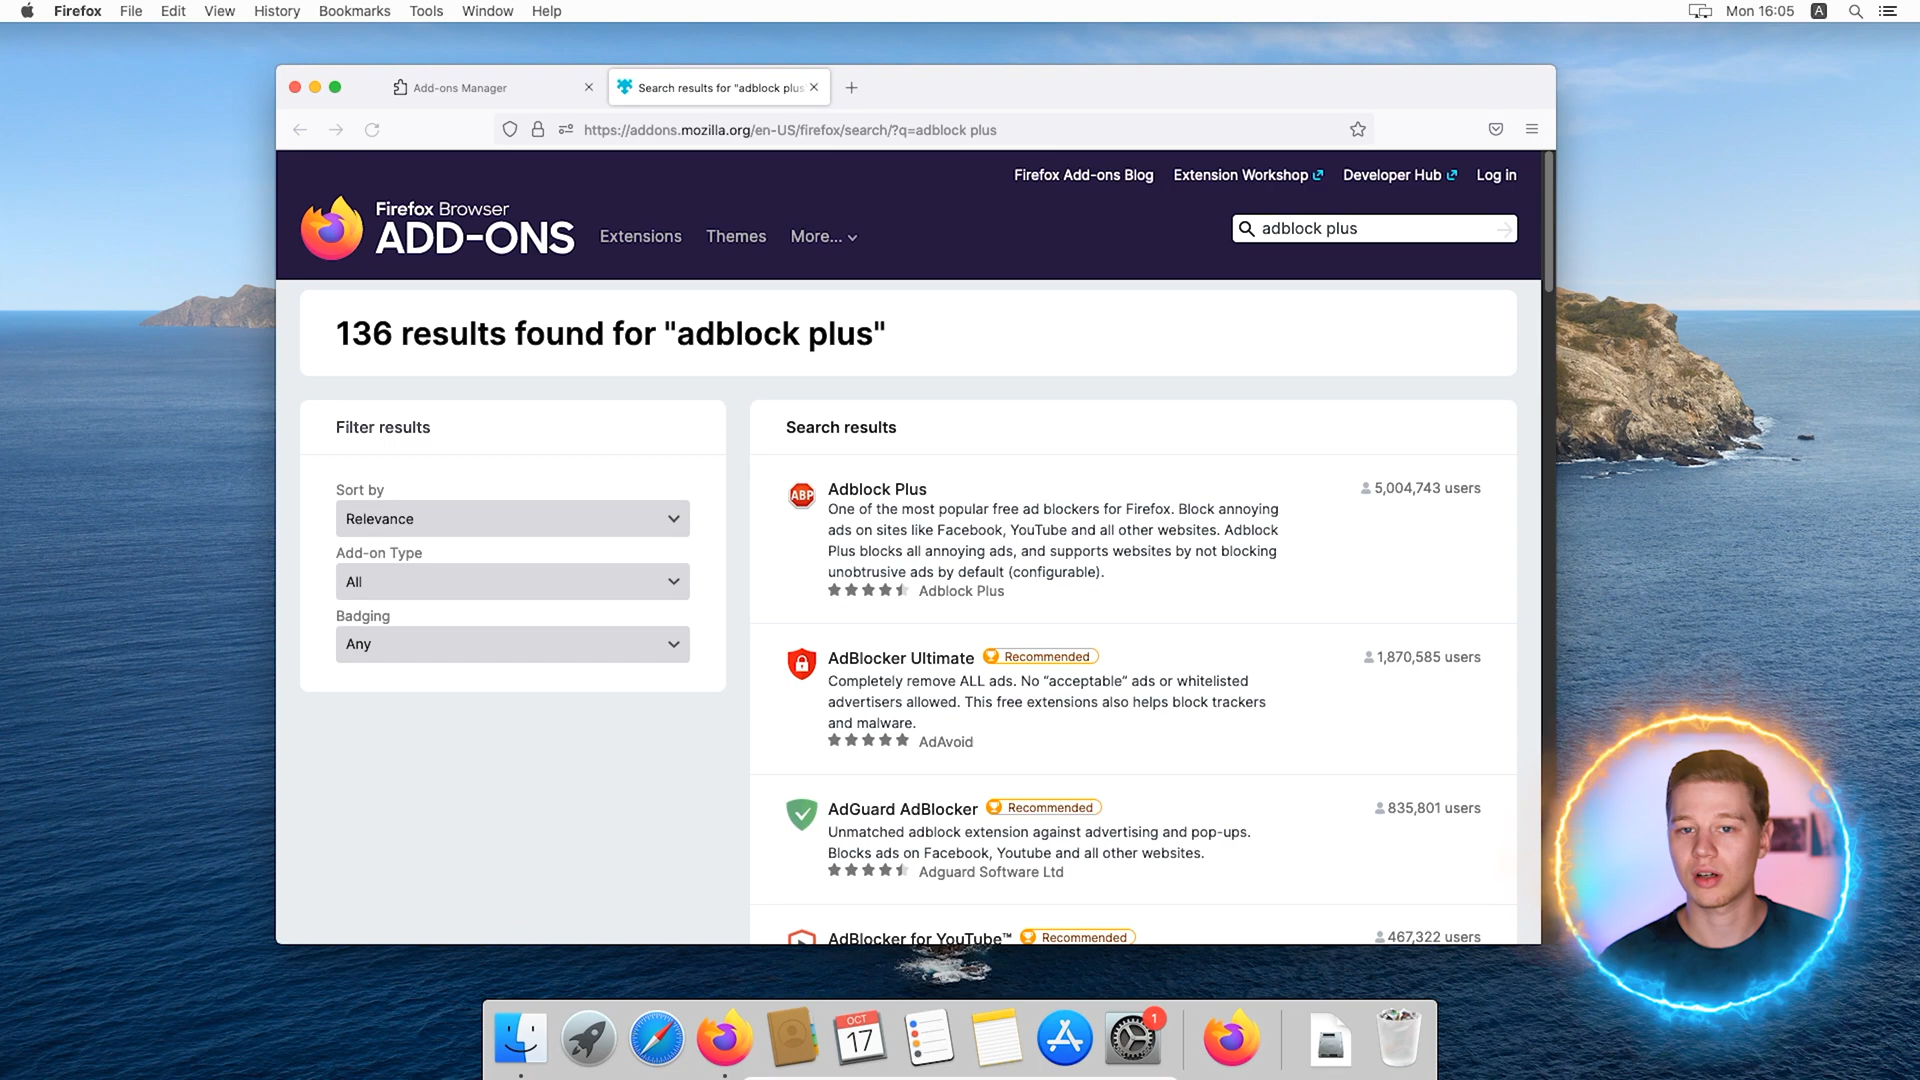 Firefox File Edit View History Bookmarks Tools Window Help Mon 16:05 A
Add-ons Manager
Search results for "adblock plus
https://addons.mozilla.org/en-US/firefox/search/?q=adblock plus
Firefox Add-ons Blog Extension Workshop Developer Hub Log in
Firefox Browser
ADD-ONS
Extensions Themes More...
adblock plus
136 results found for "adblock plus"
Filter results
Sort by
Relevance
Add-on Type
All
Badging
Any
Search results
ABP
Adblock Plus 5,004,743 users
One of the most popular free ad blockers for Firefox. Block annoying
ads on sites like Facebook, YouTube and all other websites. Adblock
Plus blocks all annoying ads, and supports websites by not blocking
unobtrusive ads by default (configurable).
Adblock Plus
AdBlocker Ultimate Recommended 1,870,585 users
Completely remove ALL ads. No “acceptable” ads or whitelisted
advertisers allowed. This free extensions also helps block trackers
and malware.
AdAvoid
AdGuard AdBlocker Recommended 835,801 users
Unmatched adblock extension against advertising and pop-ups.
Blocks ads on Facebook, Youtube and all other websites.
Adguard Software Ltd
AdBlocker for YouTube™ Recommended 467,322 users
OCT
17
1